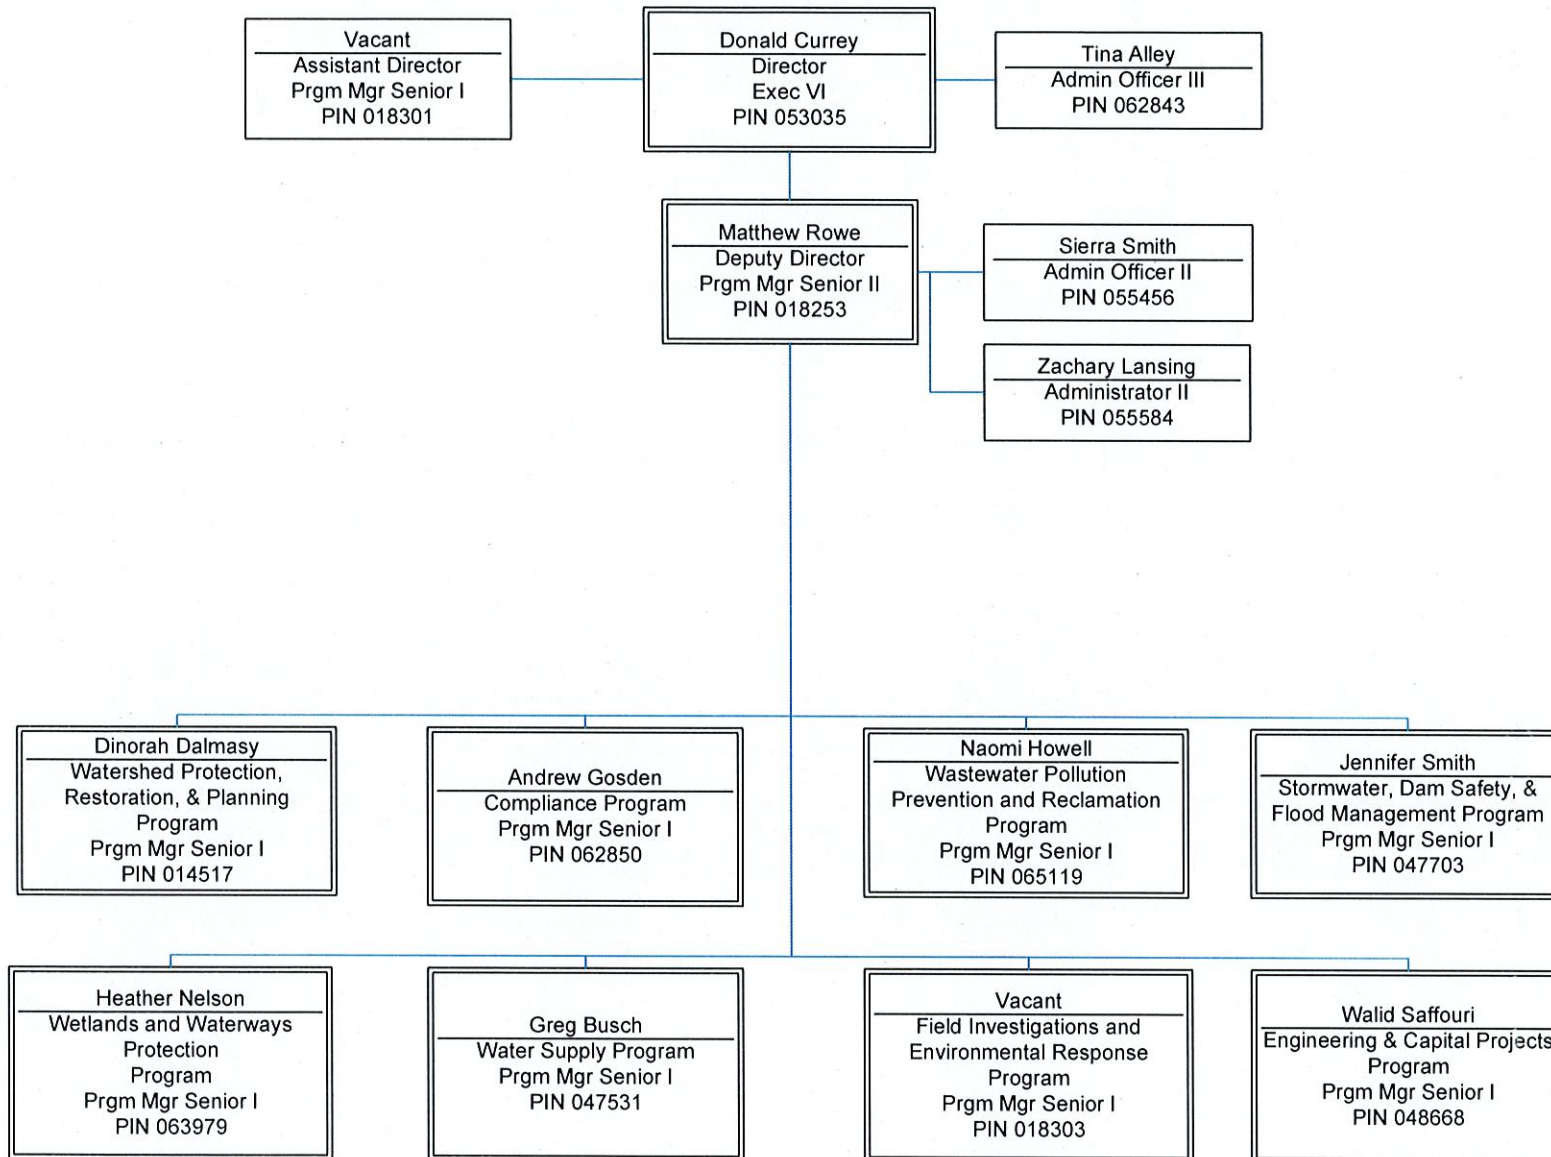 Vacant
Assistant Director
Prgm Mgr Senior I
PIN 018301
Donald Currey
Director
Exec VI
PIN 053035
Tina Alley
Admin Officer III
PIN 062843
Matthew Rowe
Deputy Director
Prgm Mgr Senior II
PIN 018253
Sierra Smith
Admin Officer II
PIN 055456
Zachary Lansing
Administrator II
PIN 055584
Dinorah Dalmasy
Watershed Protection,
Restoration, & Planning
Program
Prgm Mgr Senior I
PIN 014517
Andrew Gosden
Compliance Program
Prgm Mgr Senior I
PIN 062850
Naomi Howell
Wastewater Pollution
Prevention and Reclamation
Program
Prgm Mgr Senior I
PIN 065119
Jennifer Smith
Stormwater, Dam Safety, &
Flood Management Program
Prgm Mgr Senior I
PIN 047703
Heather Nelson
Wetlands and Waterways
Protection
Program
Prgm Mgr Senior I
PIN 063979
Greg Busch
Water Supply Program
Prgm Mgr Senior I
PIN 047531
Vacant
Field Investigations and
Environmental Response
Program
Prgm Mgr Senior I
PIN 018303
Walid Saffouri
Engineering & Capital Projects
Program
Prgm Mgr Senior I
PIN 048668